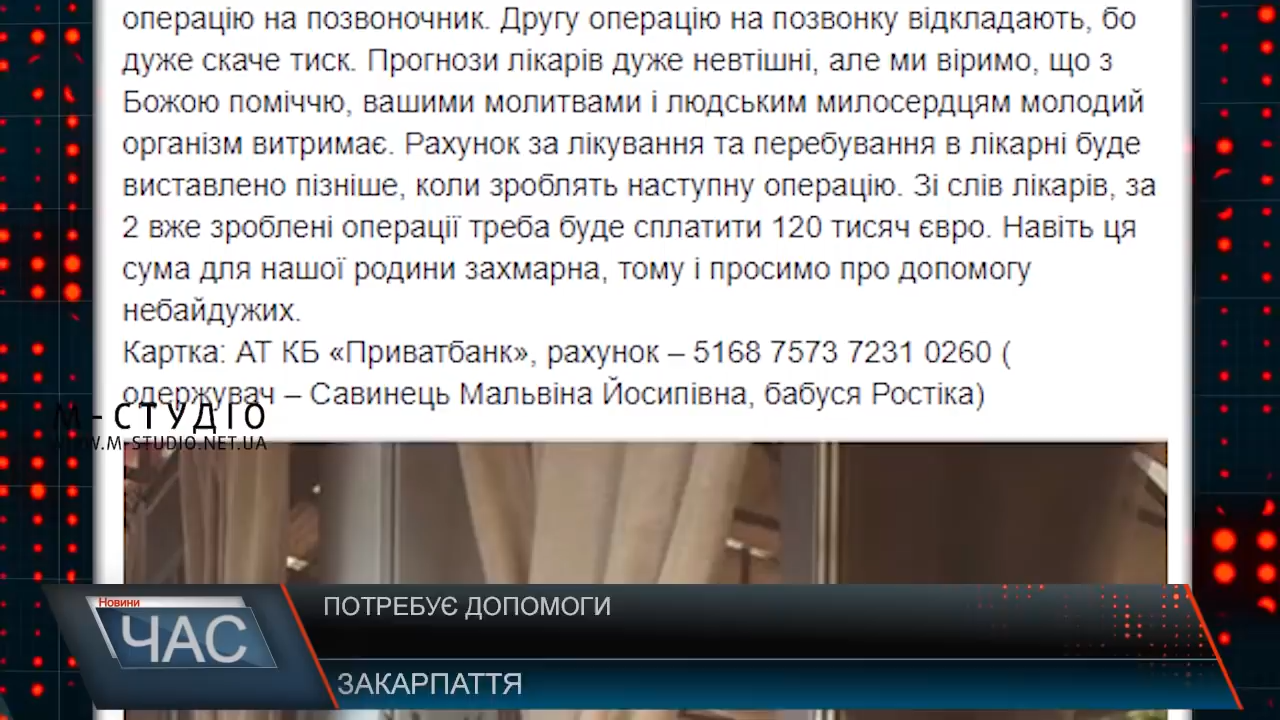 операцію на позвоночник. Другу операцію на позвонку відкладають, бо
дуже скаче тиск. Прогнози лікарів дуже невтішні, але ми віримо, що з
Божою поміччю, вашими молитвами і людським милосердцям молодий
організм витримає. Рахунок за лікування та перебування в лікарні буде
виставлено пізніше, коли зроблять наступну операцію. Зі слів лікарів, за
2 вже зроблені операції треба буде сплатити 120 тисяч євро. Навіть ця
сума для нашої родини захмарна, тому і просимо про допомогу
небайдужих.
Картка: АТ КБ «Приватбанк», рахунок – 5168 7573 7231 0260 (
одержувач – Савинець Мальвіна Йосипівна, бабуся Ростіка)
М-СТУДІО
WWW.M-STUDIO.NET.UA
Новини
ЧАС
ПОТРЕБУЄ ДОПОМОГИ
ЗАКАРПАТТЯ